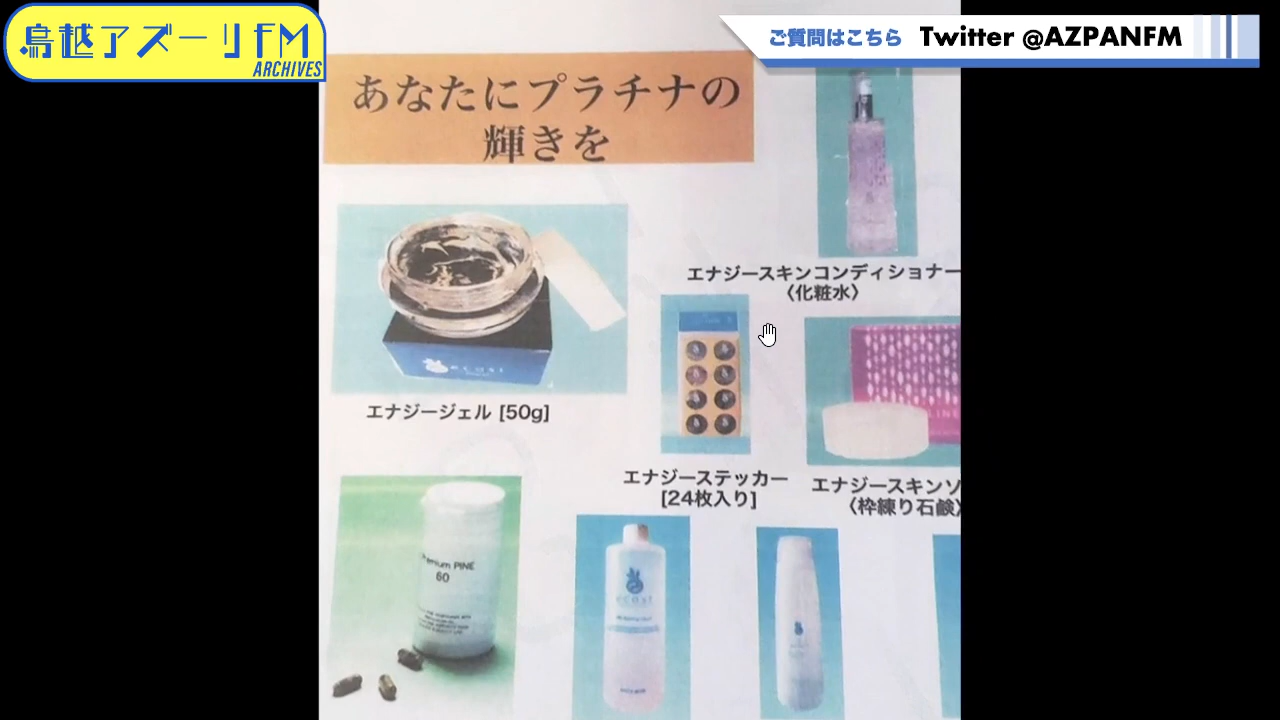 鳥越アズーリFM
ARCHIVES
ご質問はこちら Twitter @AZPANFM
あなたにプラチナの
輝きを
エナジースキンコンディショナー
〈化粧水〉
ecost
エナジージェル [50g]
LINE
エナジーステッカー
[24枚入り]
エナジースキンソ
〈枠練り石鹸〉
emium PINE
60
ecost